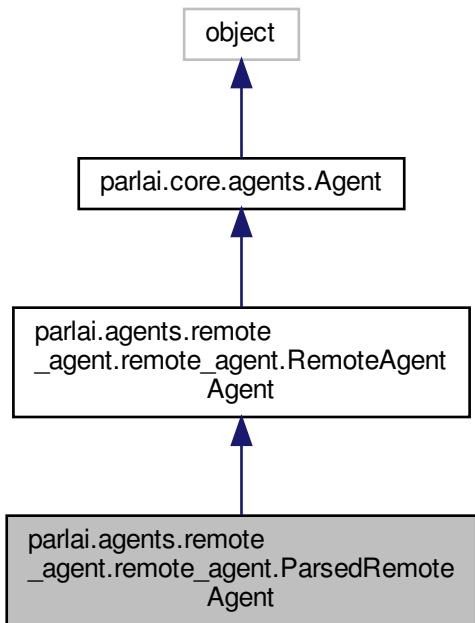 object
parlai.core.agents.Agent
parlai.agents.remote
_agent.remote_agent.RemoteAgent
Agent
parlai.agents.remote
_agent.remote_agent.ParsedRemote
Agent